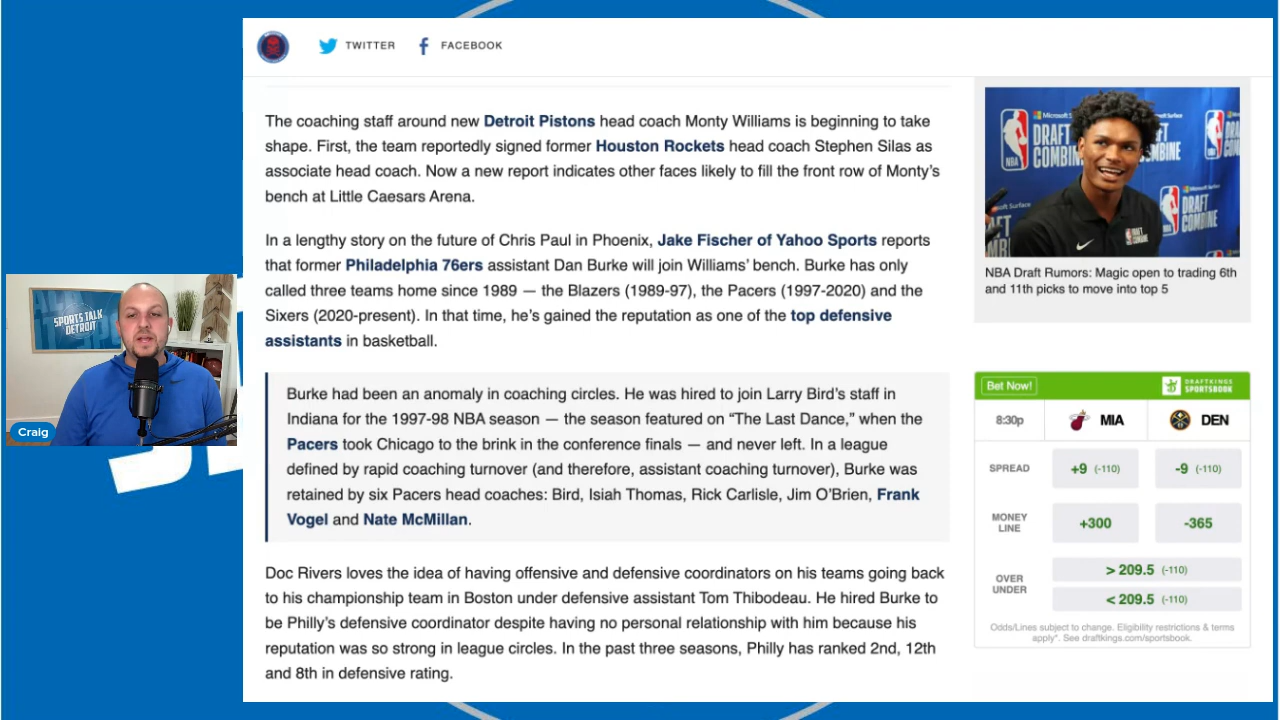 TWITTER FACEBOOK
The coaching staff around new Detroit Pistons head coach Monty Williams is beginning to take
shape. First, the team reportedly signed former Houston Rockets head coach Stephen Silas as
associate head coach. Now a new report indicates other faces likely to fill the front row of Monty's
bench at Little Caesars Arena.
In a lengthy story on the future of Chris Paul in Phoenix, Jake Fischer of Yahoo Sports reports
that former Philadelphia 76ers assistant Dan Burke will join Williams' bench. Burke has only
called three teams home since 1989 — the Blazers (1989-97), the Pacers (1997-2020) and the
Sixers (2020-present). In that time, he's gained the reputation as one of the top defensive
assistants in basketball.
Burke had been an anomaly in coaching circles. He was hired to join Larry Bird's staff in
Indiana for the 1997-98 NBA season — the season featured on "The Last Dance," when the
Pacers took Chicago to the brink in the conference finals — and never left. In a league
defined by rapid coaching turnover (and therefore, assistant coaching turnover), Burke was
retained by six Pacers head coaches: Bird, Isiah Thomas, Rick Carlisle, Jim O'Brien, Frank
Vogel and Nate McMillan.
Doc Rivers loves the idea of having offensive and defensive coordinators on his teams going back
to his championship team in Boston under defensive assistant Tom Thibodeau. He hired Burke to
be Philly's defensive coordinator despite having no personal relationship with him because his
reputation was so strong in league circles. In the past three seasons, Philly has ranked 2nd, 12th
and 8th in defensive rating.
Microsoft
NBA
DRAFT
COMBINE
Microsoft Surface
NBA
DRAFT
COMBINE
NBA Draft Rumors: Magic open to trading 6th
and 11th picks to move into top 5
Bet Now! DRAFTKINGS
SPORTSBOOK
8:30p MIA DEN
SPREAD +9 (-110) -9 (-110)
MONEY
LINE +300 -365
OVER
UNDER
> 209.5 (-110)
< 209.5 (-110)
Odds/Lines subject to change. Eligibility restrictions & terms
apply*. See draftkings.com/sportsbook.
SPORTS TALK
DETROIT
Craig